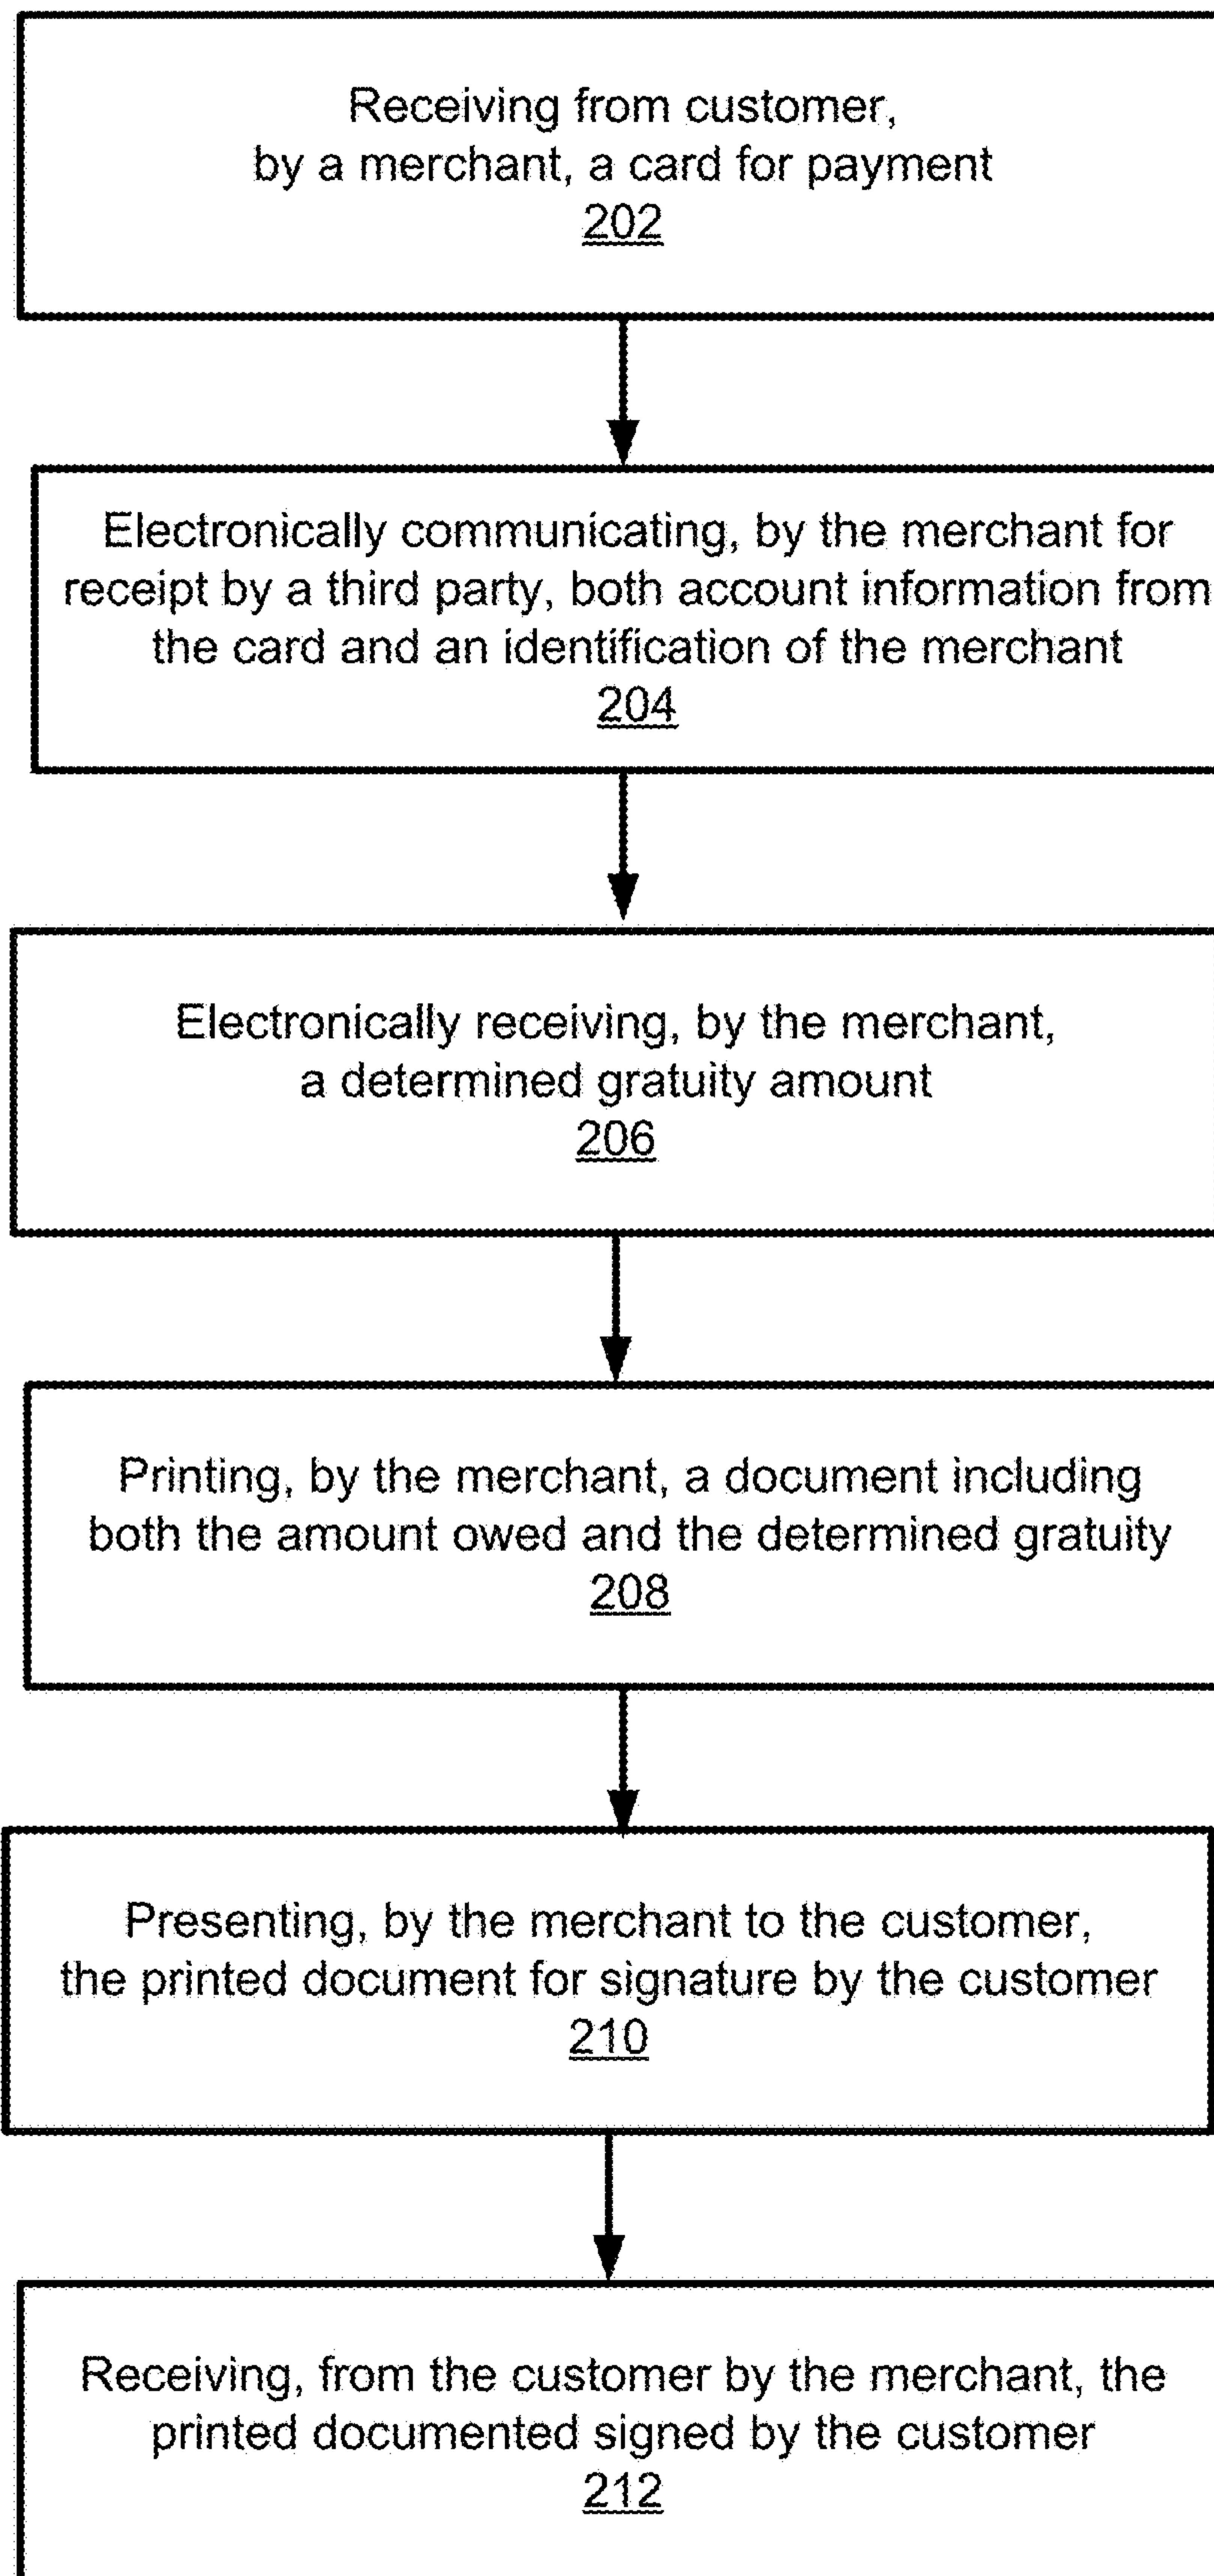 Receiving from customer,
by a merchant, a card for payment
202
Electronically communicating, by the merchant for
receipt by a third party, both account information from
the card and an identification of the merchant
204
Electronically receiving, by the merchant,
a determined gratuity amount
206
Printing, by the merchant, a document including
both the amount owed and the determined gratuity
208
Presenting, by the merchant to the customer,
the printed document for signature by the customer
210
Receiving, from the customer by the merchant, the
printed documented signed by the customer
212